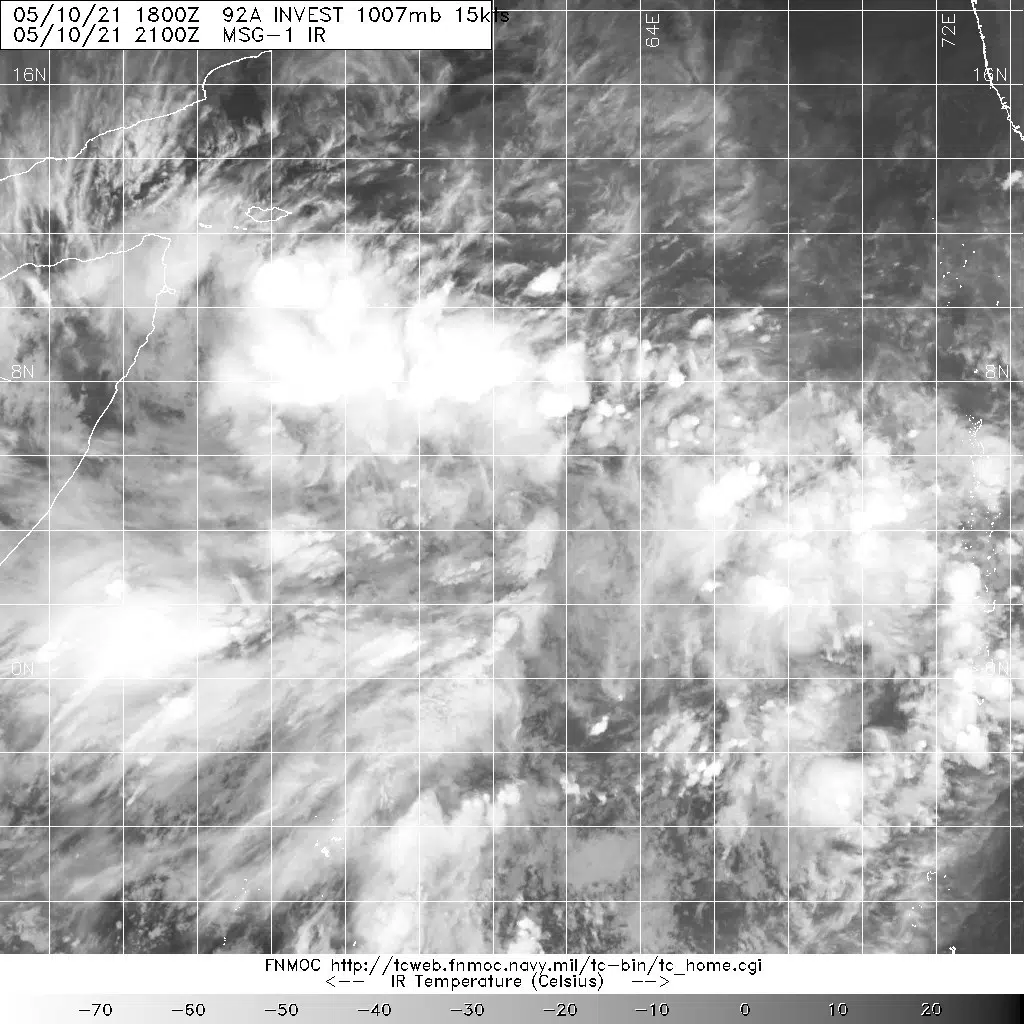 05/10/21 1800Z 92A INVEST 1007mb 15kts
05/10/21 2100Z MSG-1 IR
64E
72E
16N
16N
8N
8N
0N
0N
FNMOC http://tcweb.fnmoc.navy.mil/tc-bin/tc_home.cgi
<-- IR Temperature (Celsius) -->
-70 -60 -50 -40 -30 -20 -10 0 10 20